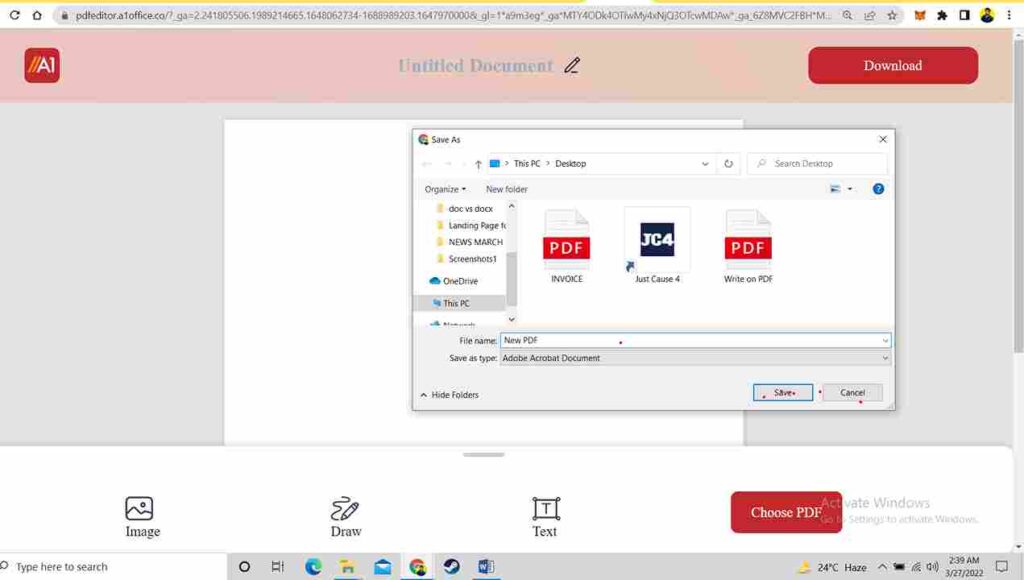 pdfeditor.a1office.co/?_ga=2.241805506.1989214665.1648062734-1688989203.1647970000&_gl=1*a9m3eg*_ga*MTY4ODk4OTIwMy4xNjQ3OTcwMDAw*_ga_6Z8MVC2FBH*M...
//A1
Untitled Document
Download
Save As
This PC > Desktop
Search Desktop
Organize
New folder
doc vs docx
Landing Page fo
NEWS MARCH
Screenshots1
OneDrive
This PC
Network
PDF
INVOICE
JC4
Just Cause 4
PDF
Write on PDF
File name: New PDF
Save as type: Adobe Acrobat Document
Hide Folders
Save
Cancel
Image
Draw
Text
Choose PDF
Activate Windows
Go to Settings to activate Windows.
Type here to search
24°C Haze
2:39 AM
3/27/2022